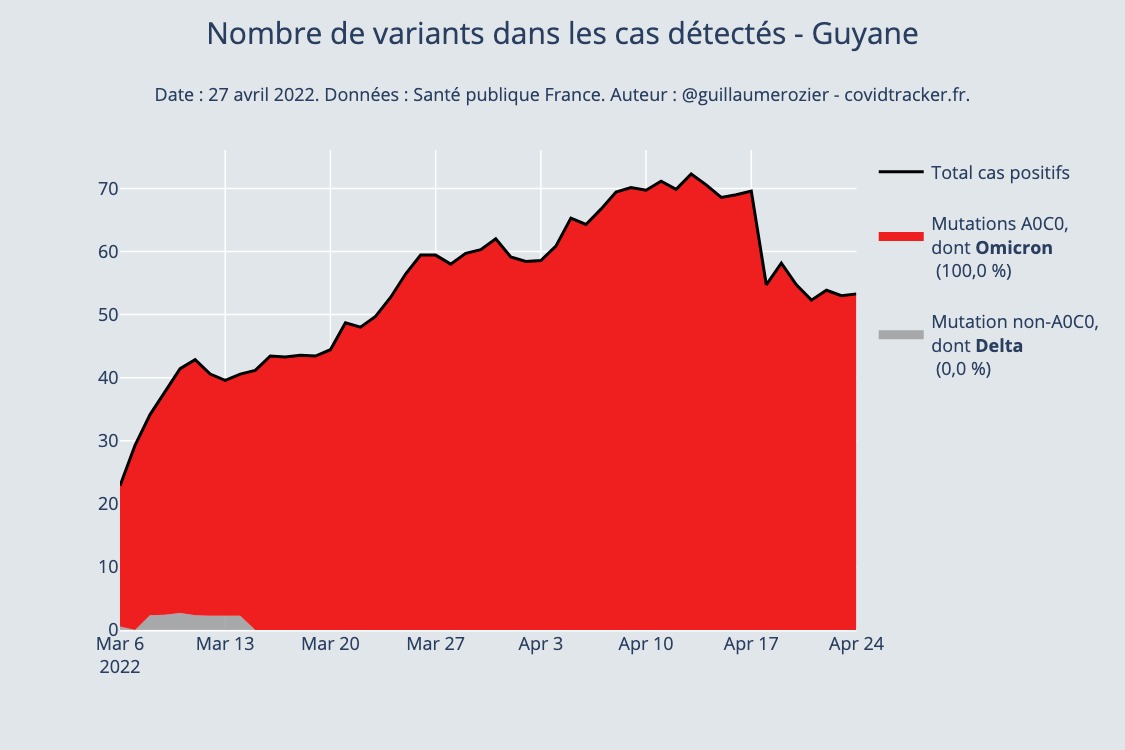 Nombre de variants dans les cas détectés - Guyane
Date : 27 avril 2022. Données : Santé publique France. Auteur : @guillaumerozier - covidtracker.fr.
70
60
50
40
30
20
10
0
Mar 6
2022
Mar 13
Mar 20
Mar 27
Apr 3
Apr 10
Apr 17
Apr 24
Total cas positifs
Mutations A0C0,
dont Omicron
(100,0 %)
Mutation non-A0C0,
dont Delta
(0,0 %)